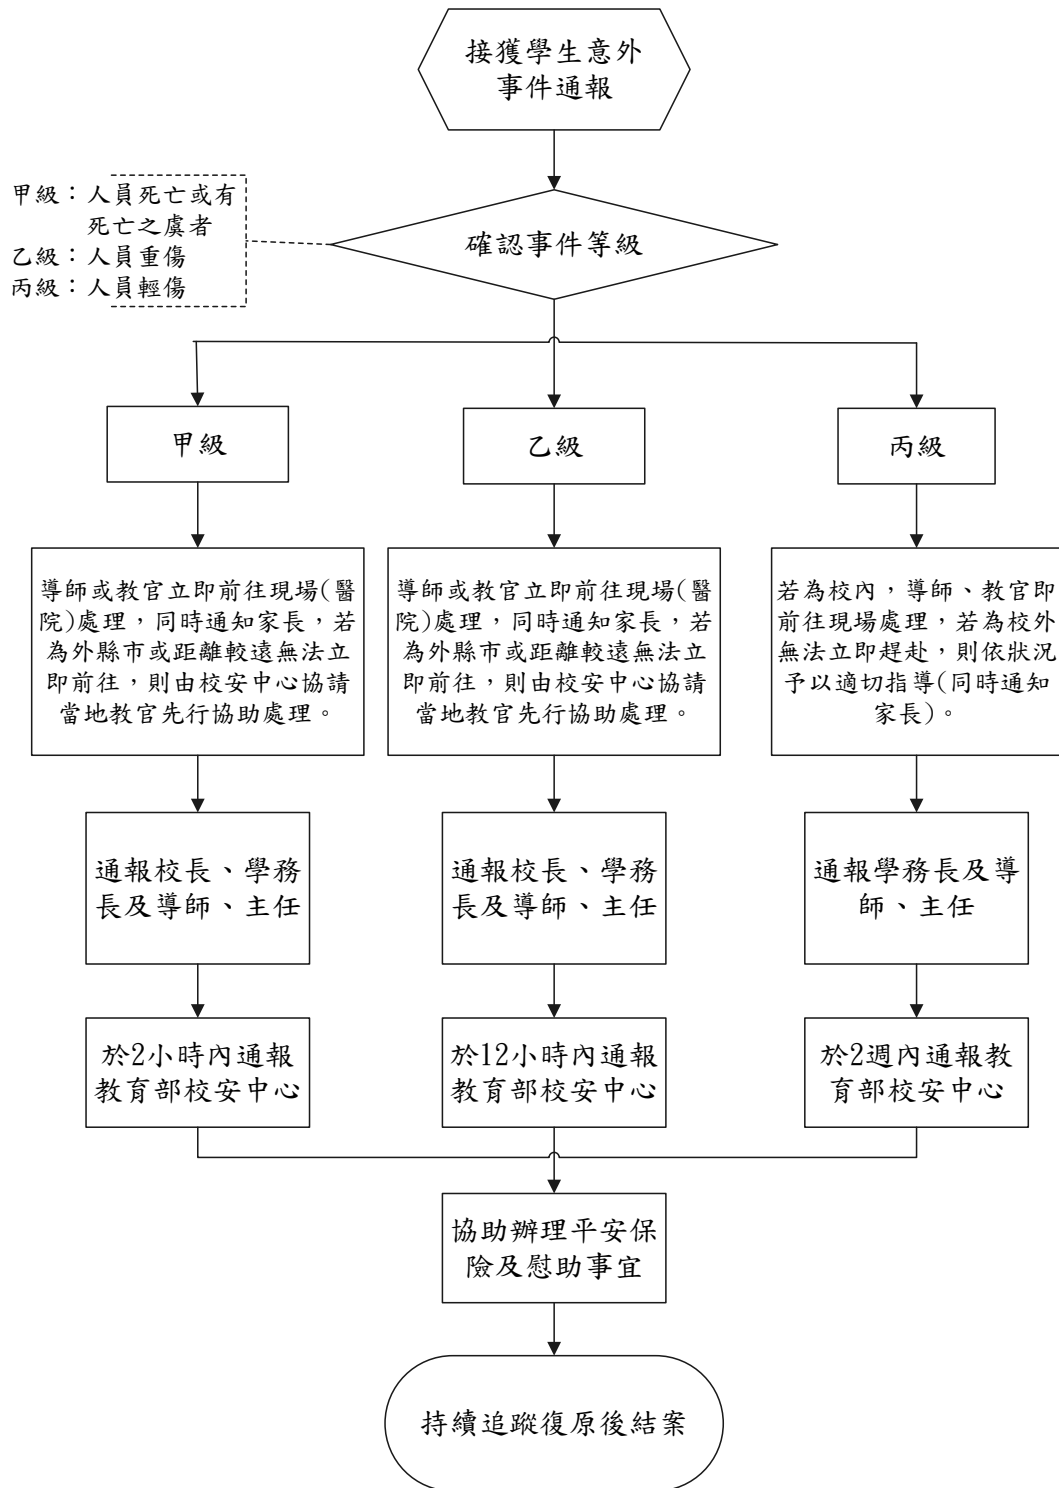 接獲學生意外
事件通報
甲級：人員死亡或有
死亡之虞者
乙級：人員重傷
丙級：人員輕傷
確認事件等級
甲級
乙級
丙級
導師或教官立即前往現場(醫
院)處理，同時通知家長，若
為外縣市或距離較遠無法立
即前往，則由校安中心協請
當地教官先行協助處理。
導師或教官立即前往現場(醫
院)處理，同時通知家長，若
為外縣市或距離較遠無法立
即前往，則由校安中心協請
當地教官先行協助處理。
若為校內，導師、教官即
前往現場處理，若為校外
無法立即趕赴，則依狀況
予以適切指導(同時通知
家長)。
通報校長、學務
長及導師、主任
通報校長、學務
長及導師、主任
通報學務長及導
師、主任
於2小時內通報
教育部校安中心
於12小時內通報
教育部校安中心
於2週內通報教
育部校安中心
協助辦理平安保
險及慰助事宜
持續追蹤復原後結案